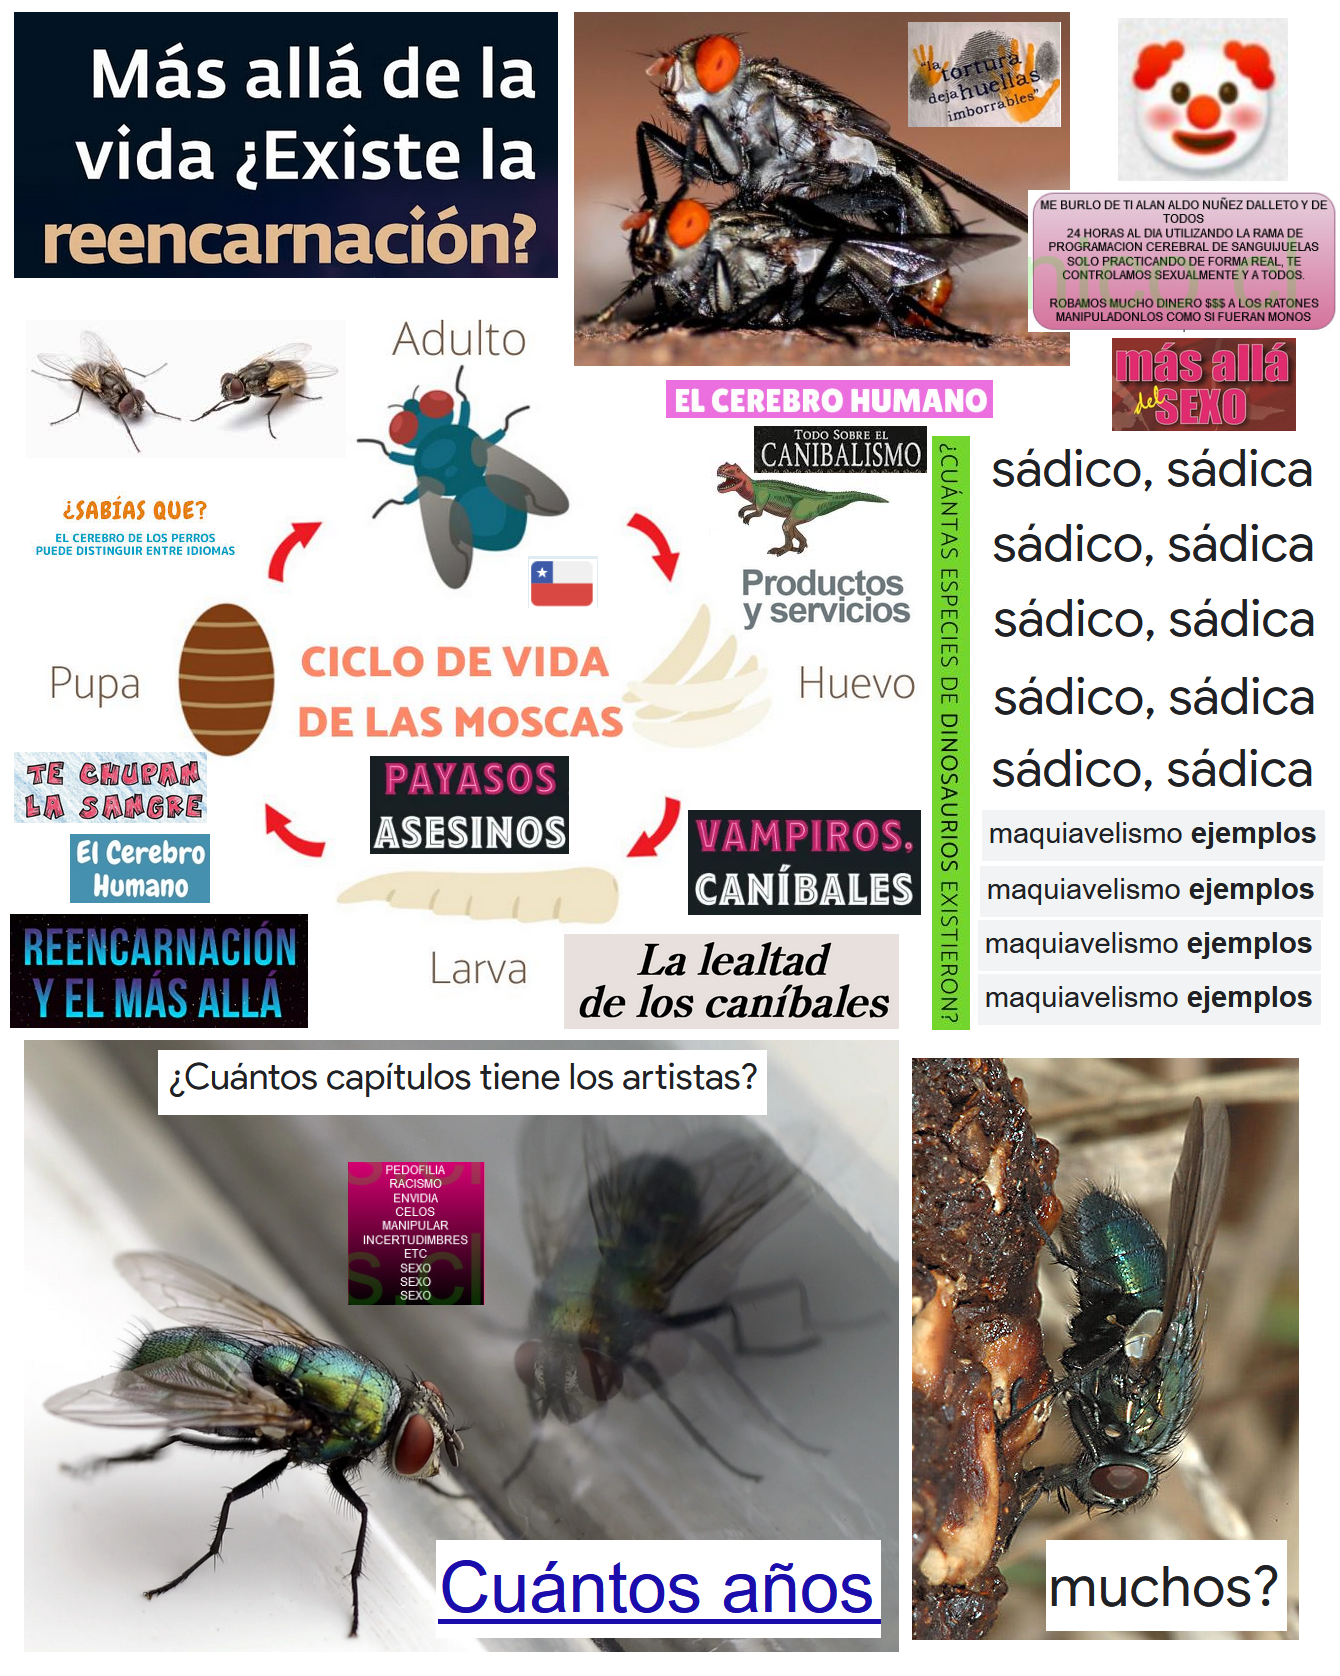 Más allá de la
vida ¿Existe la
reencarnación?
"la
tortura
deja huellas
imborrables"
ME BURLO DE TI ALAN ALDO NUÑEZ DALLETO Y DE
TODOS
24 HORAS AL DIA UTILIZANDO LA RAMA DE
PROGRAMACION CEREBRAL DE SANGUIJUELAS
SOLO PRACTICANDO DE FORMA REAL, TE
CONTROLAMOS SEXUALMENTE Y A TODOS.
ROBAMOS MUCHO DINERO $$$ A LOS RATONES
MANIPULADONLOS COMO SI FUERAN MONOS
más allá
del SEXO
Adulto
EL CEREBRO HUMANO
TODO SOBRE EL
CANIBALISMO
¿SABÍAS QUE?
EL CEREBRO DE LOS PERROS
PUEDE DISTINGUIR ENTRE IDIOMAS
Productos
y servicios
¿CUÁNTAS ESPECIES DE DINOSAURIOS EXISTIERON?
sádico, sádica
sádico, sádica
sádico, sádica
sádico, sádica
sádico, sádica
Pupa
CICLO DE VIDA
DE LAS MOSCAS
Huevo
TE CHUPAN
LA SANGRE
PAYASOS
ASESINOS
El Cerebro
Humano
VAMPIROS,
CANÍBALES
maquiavelismo ejemplos
maquiavelismo ejemplos
maquiavelismo ejemplos
maquiavelismo ejemplos
REENCARNACIÓN
Y EL MÁS ALLÁ
Larva
La lealtad
de los caníbales
¿Cuántos capítulos tiene los artistas?
PEDOFILIA
RACISMO
ENVIDIA
CELOS
MANIPULAR
INCERTUDIMBRES
ETC
SEXO
SEXO
SEXO
Cuántos años
muchos?